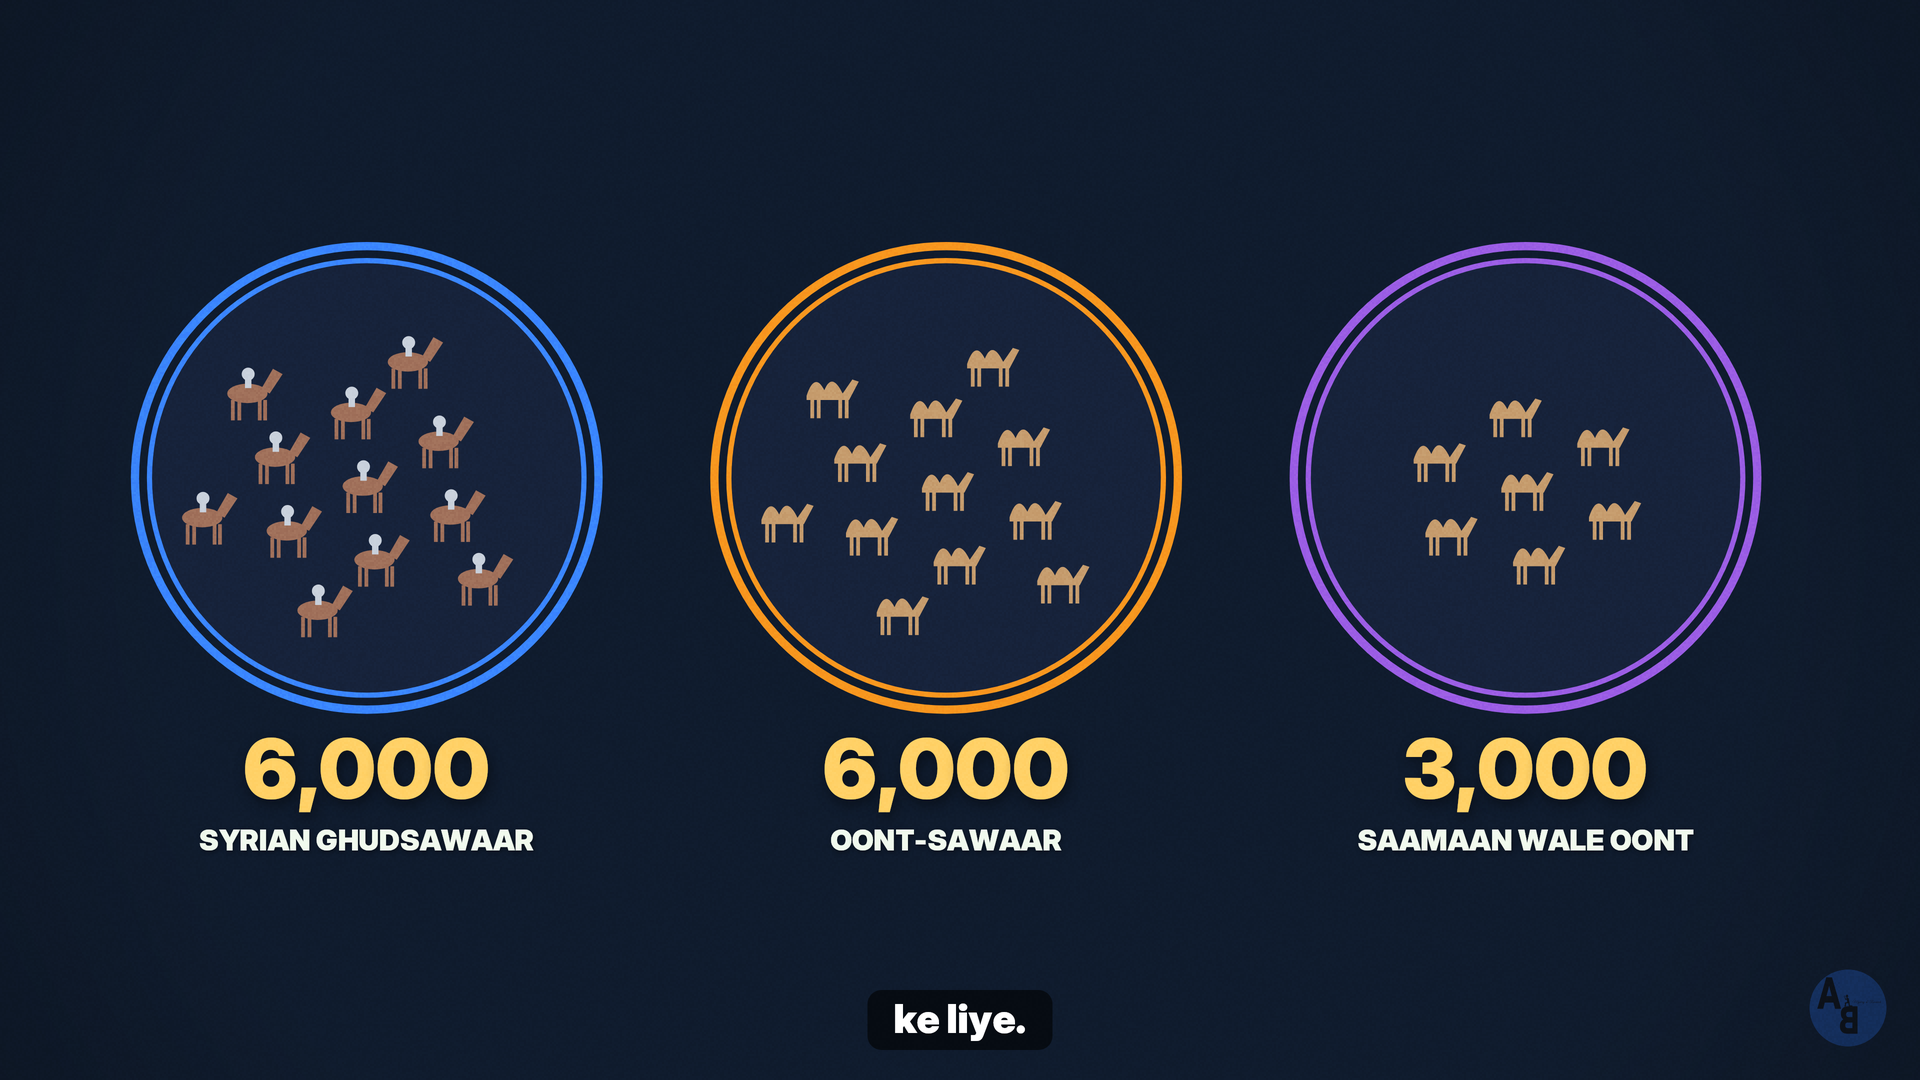 6,000
SYRIAN GHUDSAWAAR
6,000
OONT-SAWAAR
3,000
SAAMAAN WALE OONT
ke liye.
A
B